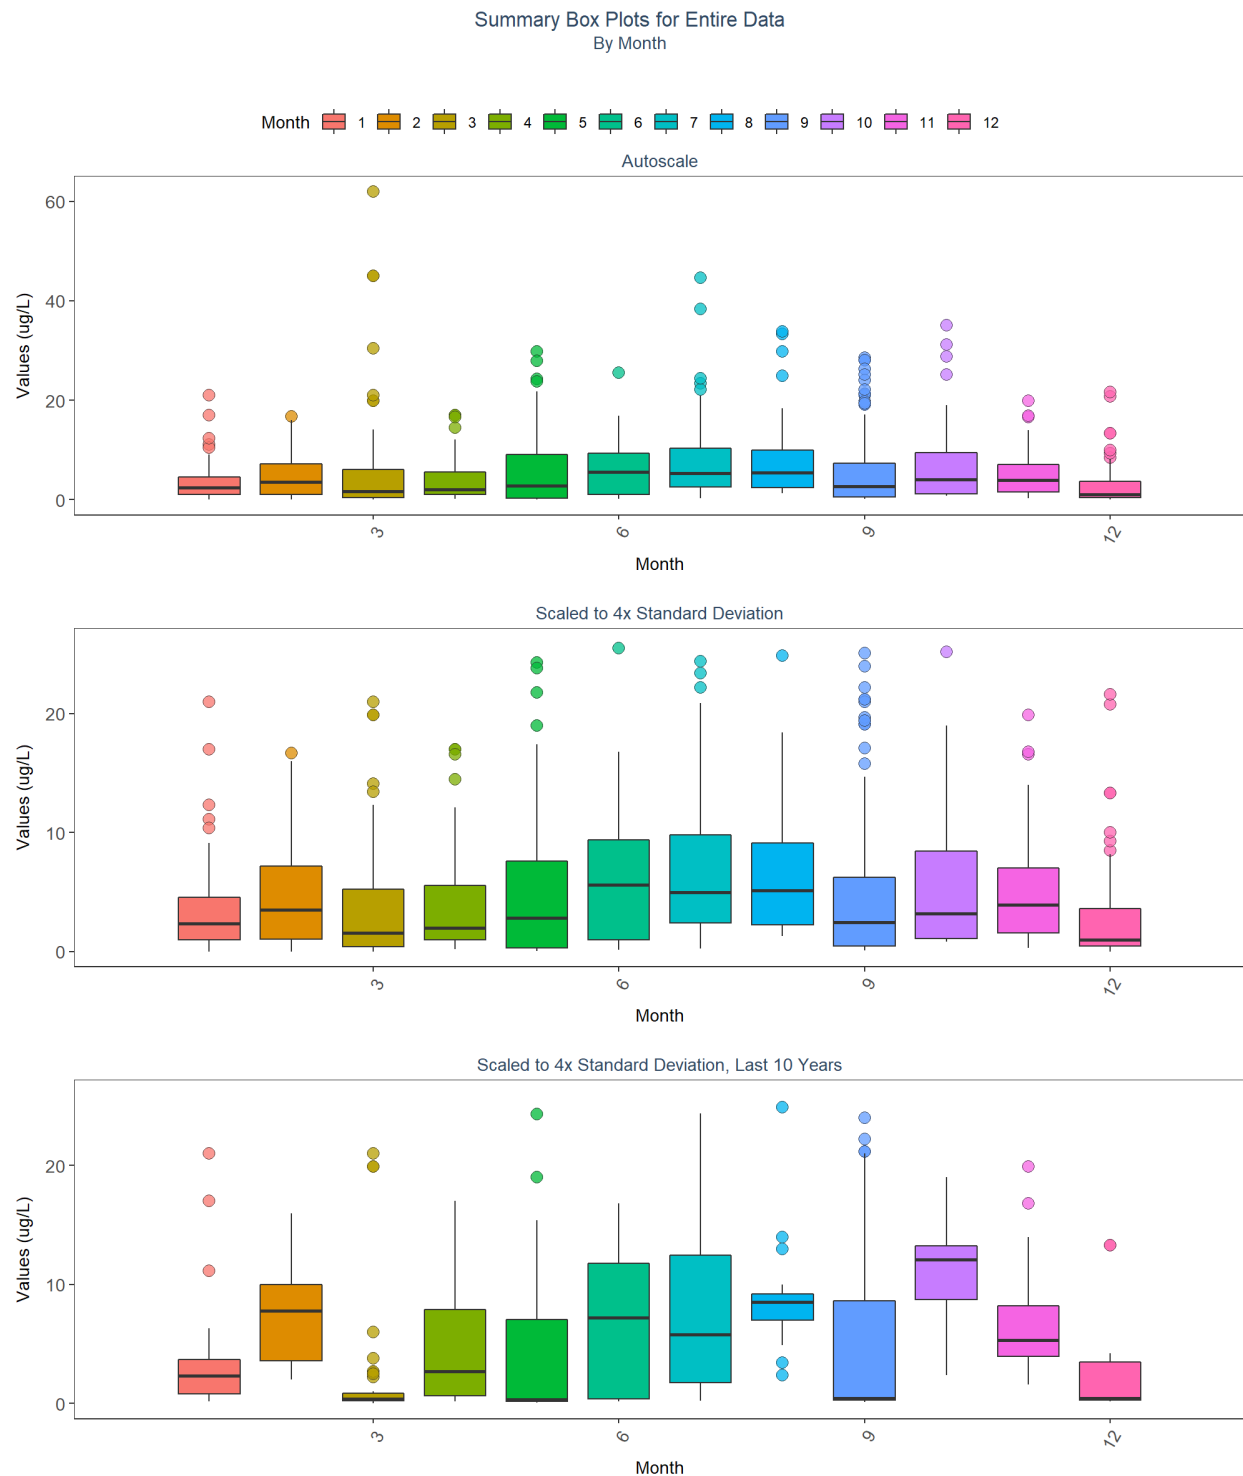 Summary Box Plots for Entire Data
By Month
Month 1 2 3 4 5 6 7 8 9 10 11 12
Autoscale
Values (ug/L)
60
40
20
0
3 6 9 12
Month
Scaled to 4x Standard Deviation
Values (ug/L)
20
10
0
3 6 9 12
Month
Scaled to 4x Standard Deviation, Last 10 Years
Values (ug/L)
20
10
0
3 6 9 12
Month